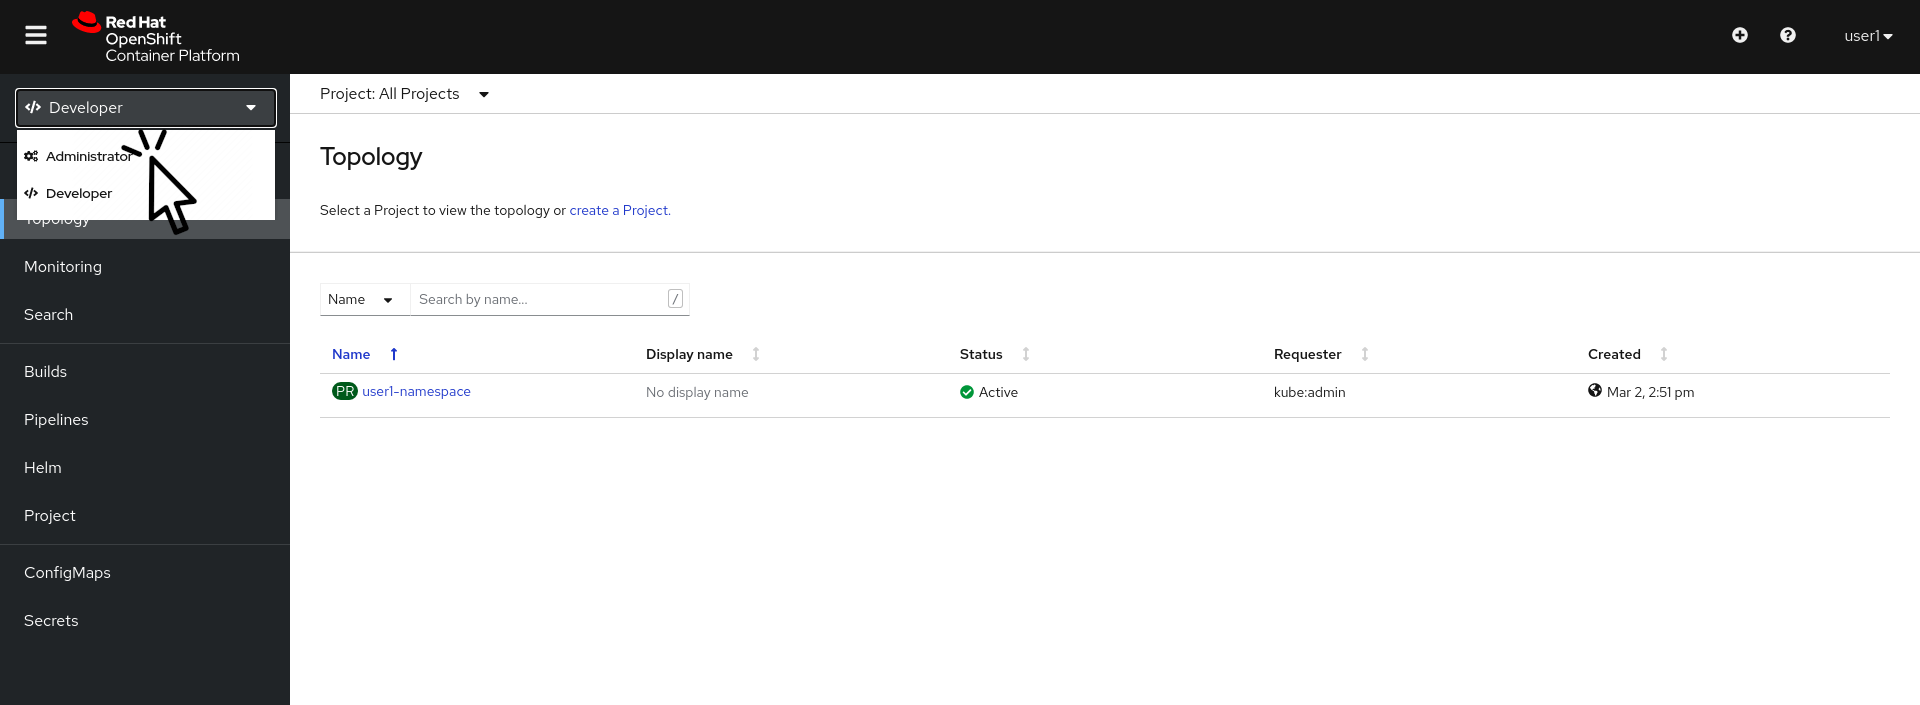 Red Hat
OpenShift
Container Platform
user1
Developer
Administrator
Developer
Topology
Monitoring
Search
Builds
Pipelines
Helm
Project
ConfigMaps
Secrets
Project: All Projects
Topology
Select a Project to view the topology or create a Project.
Name Search by name... /
Name Display name Status Requester Created
PR user1-namespace No display name Active kube:admin Mar 2, 2:51 pm